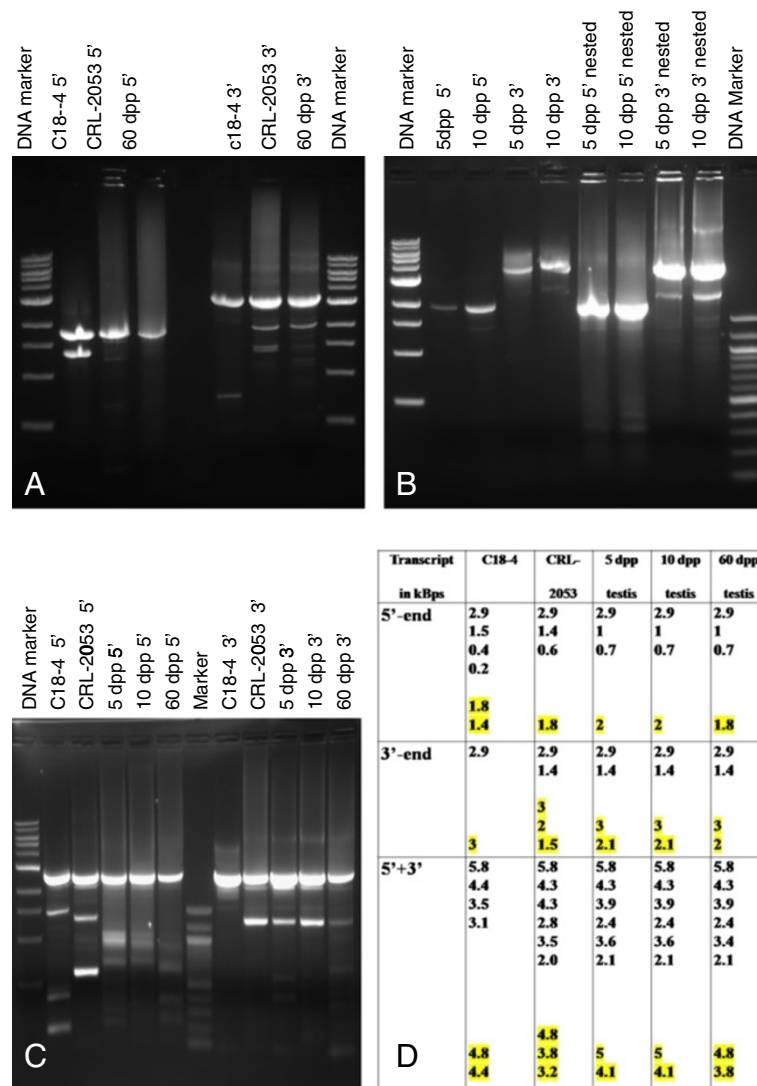 DNA marker
C18--4 5'
CRL-2053 5'
60 dpp 5'
c18-4 3'
CRL-2053 3'
60 dpp 3'
DNA marker
A
DNA marker
5dpp 5'
10 dpp 5'
5 dpp 3'
10 dpp 3'
5 dpp 5' nested
10 dpp 5' nested
5 dpp 3' nested
10 dpp 3' nested
DNA Marker
B
DNA marker
C18-4 5'
CRL-2053 5'
5 dpp 5'
10 dpp 5'
60 dpp 5'
Marker
C18-4 3'
CRL-2053 3'
5 dpp 3'
10 dpp 3'
60 dpp 3'
C
Transcript C18-4 CRL- 5 dpp 10 dpp 60 dpp
in kBps 2053 testis testis testis
5'-end 2.9 2.9 2.9 2.9 2.9
1.5 1.4 1 1 1
0.4 0.6 0.7 0.7 0.7
0.2
1.8
1.4 1.8 2 2 1.8
3'-end 2.9 2.9 2.9 2.9 2.9
1.4 1.4 1.4 1.4
3
2 3 3 3
3 1.5 2.1 2.1 2
5'+3' 5.8 5.8 5.8 5.8 5.8
4.4 4.3 4.3 4.3 4.3
3.5 4.3 3.9 3.9 3.9
3.1 2.8 2.4 2.4 2.4
3.5 3.6 3.6 3.4
2.0 2.1 2.1 2.1
4.8
4.8 3.8 5 5 4.8
4.4 3.2 4.1 4.1 3.8
D